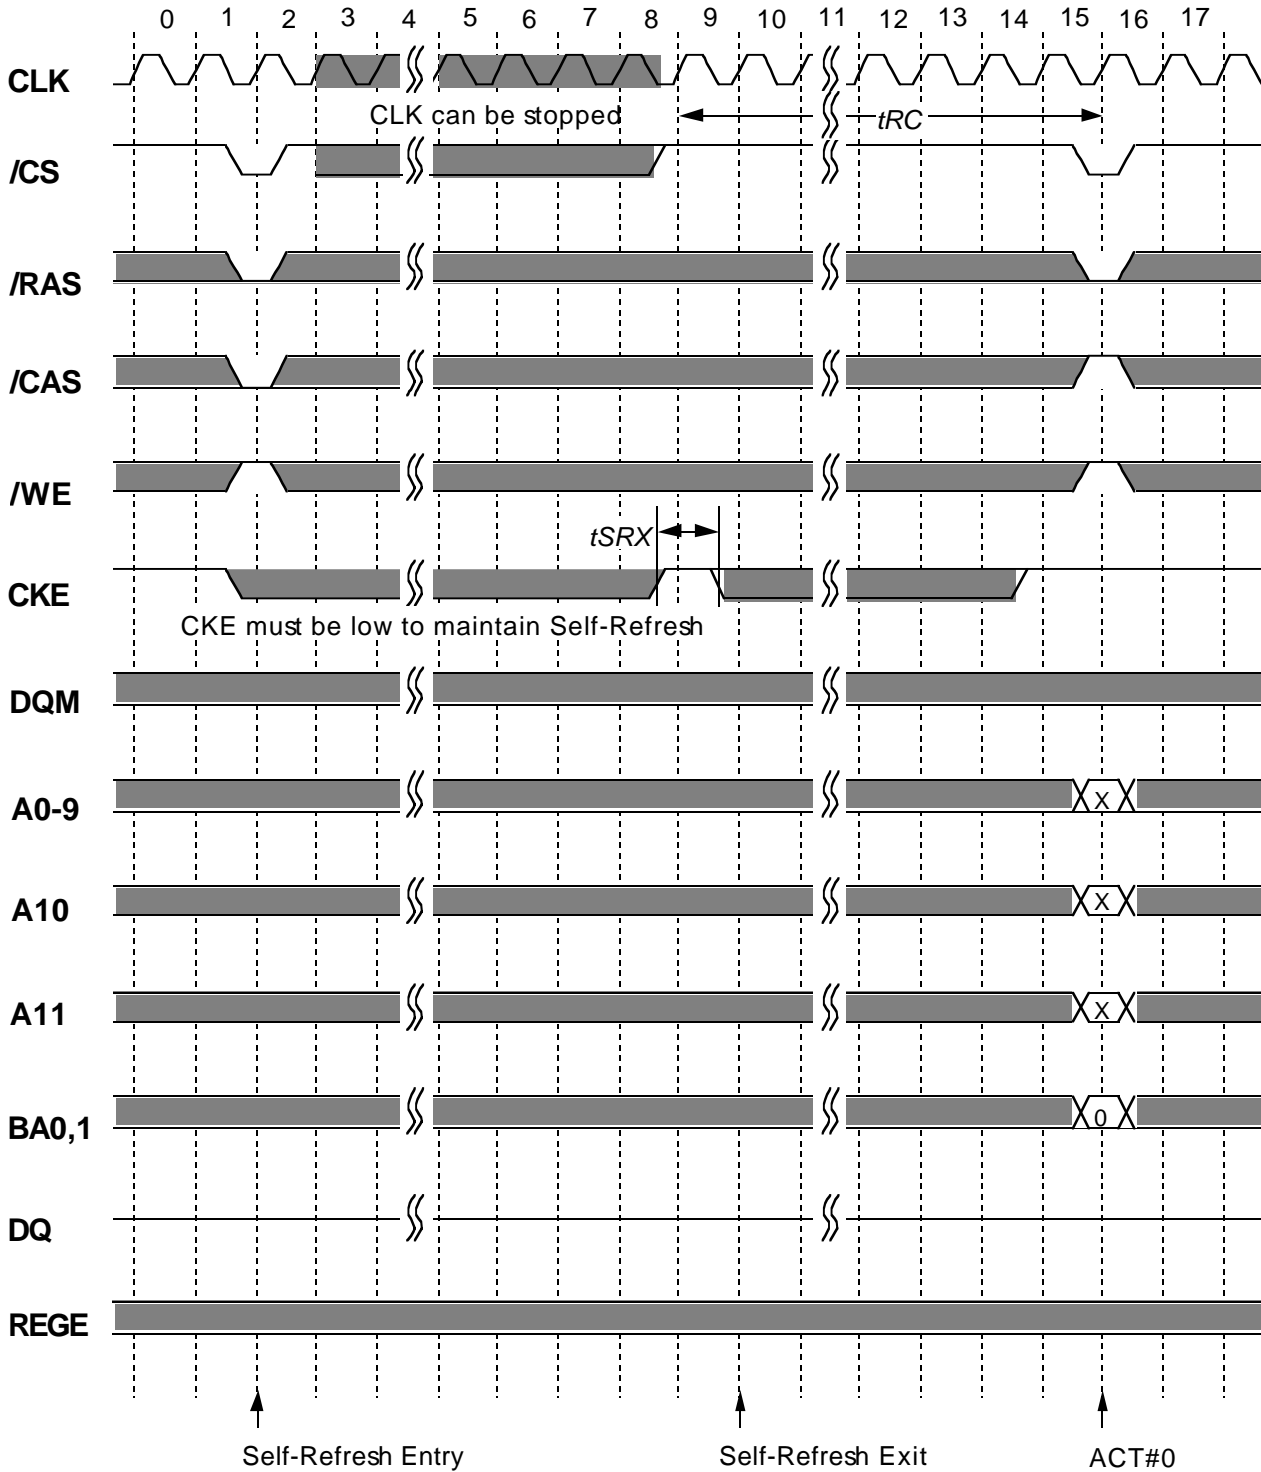 0 1 2 3 4 5 6 7 8 9 10 11 12 13 14 15 16 17
CLK
CLK can be stopped
tRC
/CS
/RAS
/CAS
/WE
tSRX
CKE
CKE must be low to maintain Self-Refresh
DQM
A0-9
X
A10
X
A11
X
BA0,1
0
DQ
REGE
Self-Refresh Entry
Self-Refresh Exit
ACT#0